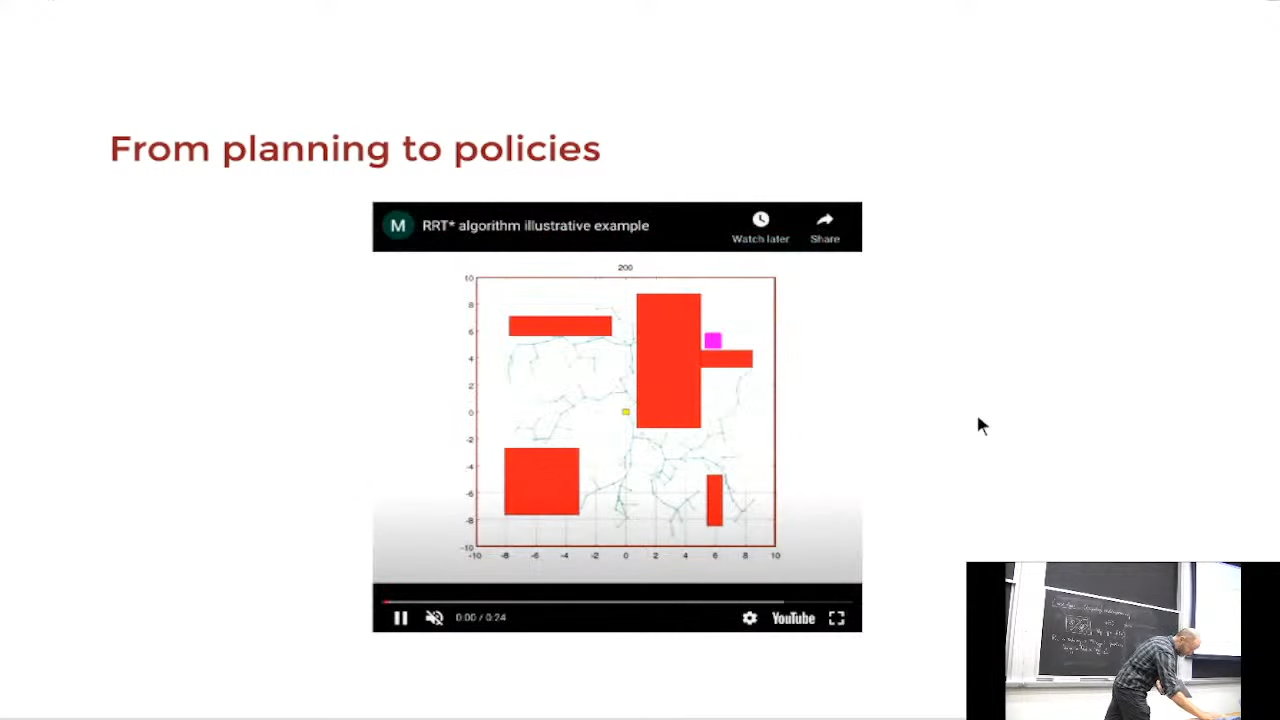 From planning to policies
M
RRT* algorithm illustrative example
Watch later
Share
200
10
8
6
4
2
0
-2
-4
-6
-8
-10
-10 -8 -6 -4 -2 0 2 4 6 8 10
0:00 / 0:24
YouTube